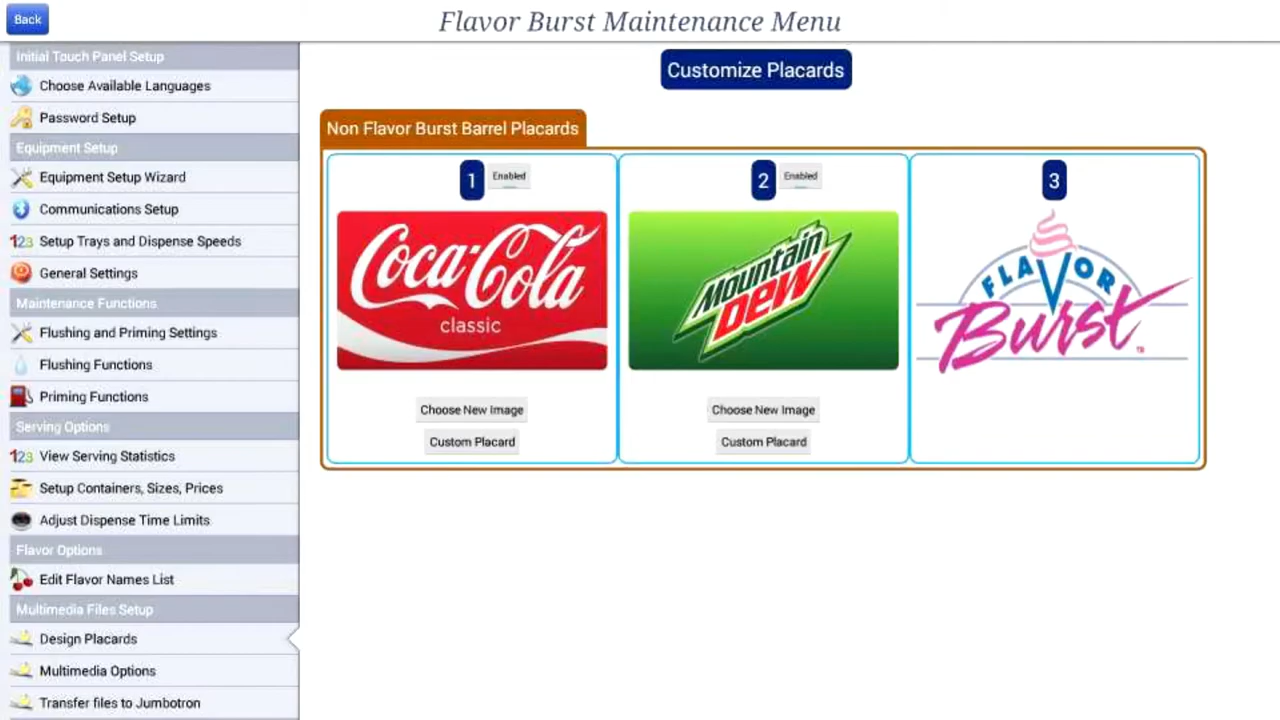 Back
Flavor Burst Maintenance Menu
Initial Touch Panel Setup
Choose Available Languages
Password Setup
Equipment Setup
Equipment Setup Wizard
Communications Setup
123 Setup Trays and Dispense Speeds
General Settings
Maintenance Functions
Flushing and Priming Settings
Flushing Functions
Priming Functions
Serving Options
123 View Serving Statistics
Setup Containers, Sizes, Prices
Adjust Dispense Time Limits
Flavor Options
Edit Flavor Names List
Multimedia Files Setup
Design Placards
Multimedia Options
Transfer files to Jumbotron
Customize Placards
Non Flavor Burst Barrel Placards
1 Enabled
Coca-Cola
classic
Choose New Image
Custom Placard
2 Enabled
Mountain
DEW
Choose New Image
Custom Placard
3
FLAVOR
Burst
TM